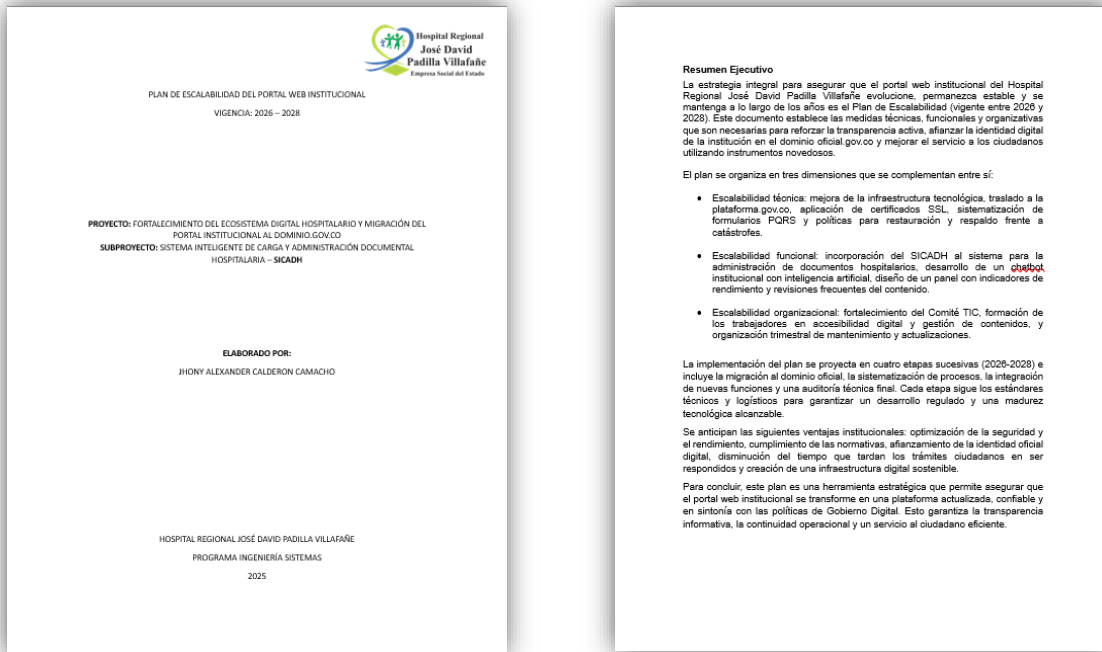 Hospital Regional
José David
Padilla Villafañe
Empresa Social del Estado
PLAN DE ESCALABILIDAD DEL PORTAL WEB INSTITUCIONAL
VIGENCIA: 2026 – 2028
PROYECTO: FORTALECIMIENTO DEL ECOSISTEMA DIGITAL HOSPITALARIO Y MIGRACIÓN DEL
PORTAL INSTITUCIONAL AL DOMINIO.GOV.CO
SUBPROYECTO: SISTEMA INTELIGENTE DE CARGA Y ADMINISTRACIÓN DOCUMENTAL
HOSPITALARIA – SICADH
ELABORADO POR:
JHONY ALEXANDER CALDERON CAMACHO
HOSPITAL REGIONAL JOSÉ DAVID PADILLA VILLAFAÑE
PROGRAMA INGENIERÍA SISTEMAS
2025
Resumen Ejecutivo
La estrategia integral para asegurar que el portal web institucional del Hospital
Regional José David Padilla Villafañe evolucione, permanezca estable y se
mantenga a lo largo de los años es el Plan de Escalabilidad (vigente entre 2026 y
2028). Este documento establece las medidas técnicas, funcionales y organizativas
que son necesarias para reforzar la transparencia activa, afianzar la identidad digital
de la institución en el dominio oficial.gov.co y mejorar el servicio a los ciudadanos
utilizando instrumentos novedosos.
El plan se organiza en tres dimensiones que se complementan entre sí:
• Escalabilidad técnica: mejora de la infraestructura tecnológica, traslado a la
plataforma.gov.co, aplicación de certificados SSL, sistematización de
formularios PQRS y políticas para restauración y respaldo frente a
catástrofes.
• Escalabilidad funcional: incorporación del SICADH al sistema para la
administración de documentos hospitalarios, desarrollo de un chatbot
institucional con inteligencia artificial, diseño de un panel con indicadores de
rendimiento y revisiones frecuentes del contenido.
• Escalabilidad organizacional: fortalecimiento del Comité TIC, formación de
los trabajadores en accesibilidad digital y gestión de contenidos, y
organización trimestral de mantenimiento y actualizaciones.
La implementación del plan se proyecta en cuatro etapas sucesivas (2026-2028) e
incluye la migración al dominio oficial, la sistematización de procesos, la integración
de nuevas funciones y una auditoría técnica final. Cada etapa sigue los estándares
técnicos y logísticos para garantizar un desarrollo regulado y una madurez
tecnológica alcanzable.
Se anticipan las siguientes ventajas institucionales: optimización de la seguridad y
el rendimiento, cumplimiento de las normativas, afianzamiento de la identidad oficial
digital, disminución del tiempo que tardan los trámites ciudadanos en ser
respondidos y creación de una infraestructura digital sostenible.
Para concluir, este plan es una herramienta estratégica que permite asegurar que
el portal web institucional se transforme en una plataforma actualizada, confiable y
en sintonía con las políticas de Gobierno Digital. Esto garantiza la transparencia
informativa, la continuidad operacional y un servicio al ciudadano eficiente.